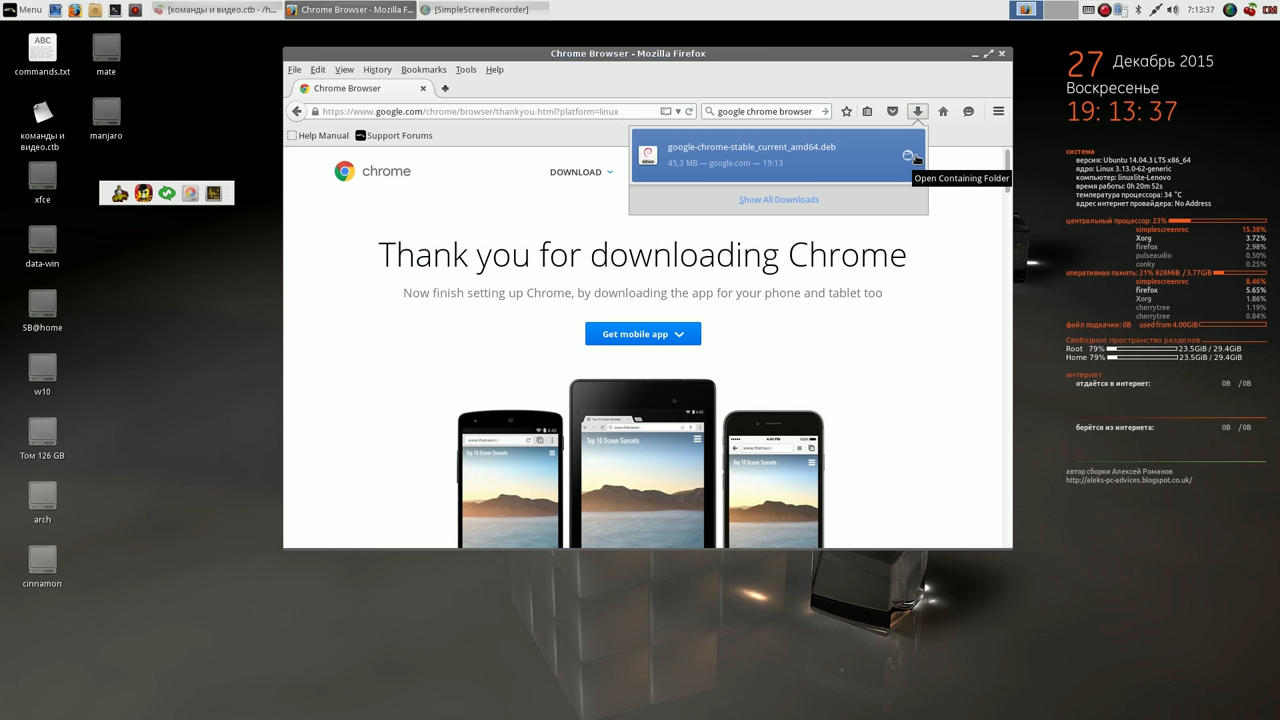 Menu
[команды и видео.ctb - /h...
Chrome Browser - Mozilla F...
[SimpleScreenRecorder]
7:13:37
commands.txt
mate
команды и
видео
manjaro
xfce
data-win
SB@home
w10
Том 126 GB
arch
cinnamon
Chrome Browser - Mozilla Firefox
File Edit View History Bookmarks Tools Help
Chrome Browser
https://www.google.com/chrome/browser/thankyou.html?platform=linux
google chrome browser
Help Manual
Support Forums
google-chrome-stable_current_amd64.deb
45,3 MB — google.com — 19:13
Open Containing Folder
Show All Downloads
chrome
DOWNLOAD
Thank you for downloading Chrome
Now finish setting up Chrome, by downloading the app for your phone and tablet too
Get mobile app
Top 10 Ocean Sunsets
Top 10 Ocean Sunsets
Top 10 Ocean Sunsets
27 Декабрь 2015
Воскресенье
19: 13: 37
система
версия: Ubuntu 14.04.3 LTS x86_64
ядро: Linux 3.13.0-62-generic
компьютер: linuxlite-Lenovo
время работы: 0h 20m 52s
температура процессора: 34 °C
адрес интернет провайдера: No Address
центральный процессор: 23%
simplescreenrec 15.38%
Xorg 3.72%
firefox 2.98%
pulseaudio 0.50%
conky 0.25%
оперативная память: 21% 828MiB / 3.77GiB
simplescreenrec 8.46%
firefox 5.65%
Xorg 1.86%
cherrytree 1.19%
cherrytree 0.84%
файл подкачки: 0B used from 4.00GiB
Свободное пространство разделов
Root 79% 23.5GiB / 29.4GiB
Home 79% 23.5GiB / 29.4GiB
интернет
отдаётся в интернет: 0B /0B
берётся из интернета: 0B /0B
автор сборки Алексей Романов
http://aleks-pc-advices.blogspot.co.uk/